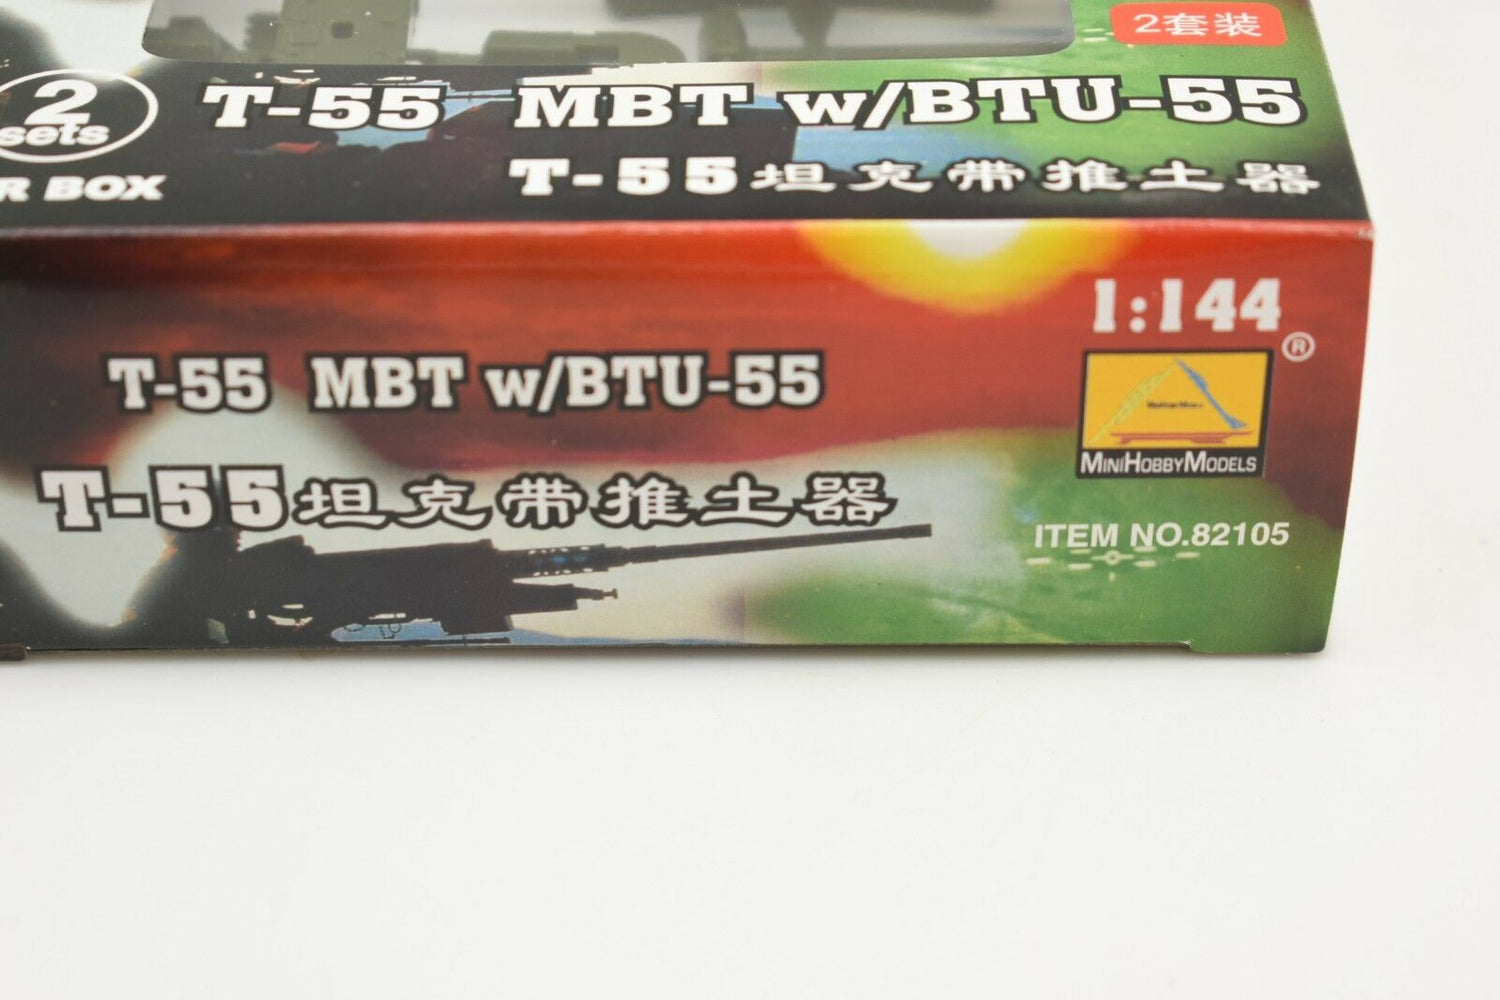 2套装
2
sets
T-55 MBT w/BTU-55
R BOX
T-55坦克带推土器
1:144
®
T-55 MBT w/BTU-55
MINIHOBBYMODELS
T-55坦克带推土器
ITEM NO.82105